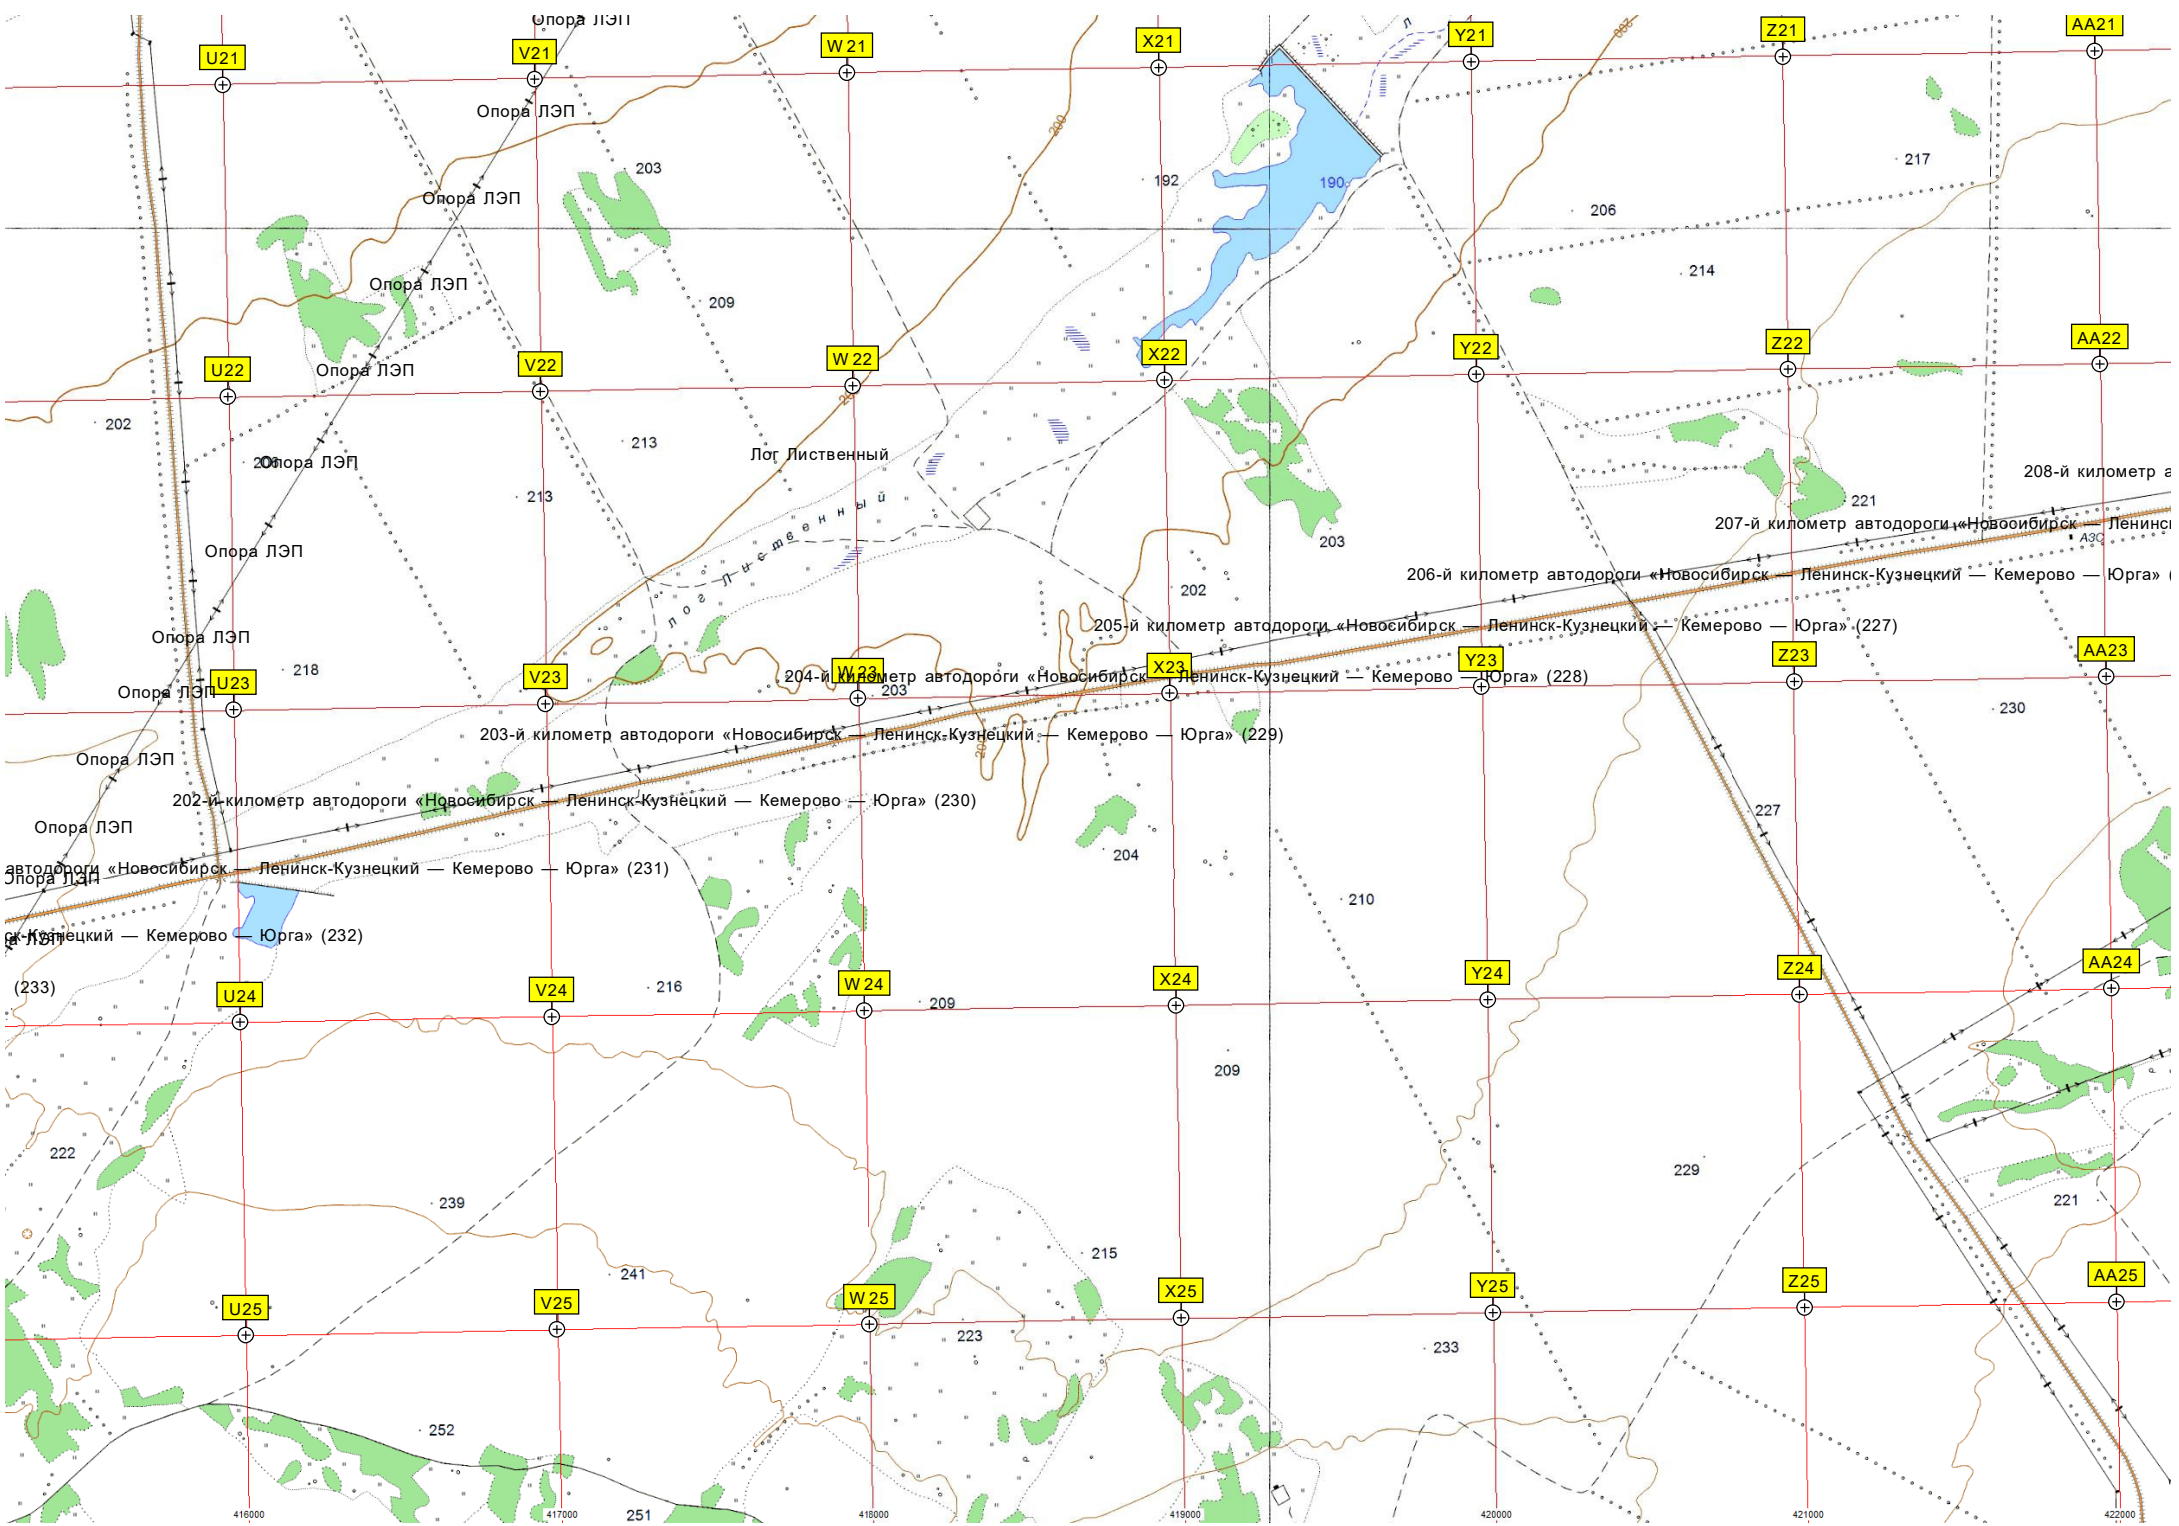 Опора ЛЭП
U21
V21
W21
X21
Y21
Z21
AA21
200
Опора ЛЭП
200
203
192
190
217
Опора ЛЭП
206
Опора ЛЭП
209
214
U22
V22
W22
X22
Y22
Z22
AA22
Опора ЛЭП
202
213
Лог Лиственный
Опора ЛЭП
208-й километр а
213
лог Лиственный
221
207-й километр автодороги «Новосибирск — Ленинск
АЗС
Опора ЛЭП
203
206-й километр автодороги «Новосибирск — Ленинск-Кузнецкий — Кемерово — Юрга» (
202
205-й километр автодороги «Новосибирск — Ленинск-Кузнецкий — Кемерово — Юрга» (227)
Опора ЛЭП
218
U23
V23
W23
X23
Y23
Z23
AA23
204-й километр автодороги «Новосибирск — Ленинск-Кузнецкий — Кемерово — Юрга» (228)
Опора ЛЭП
203
230
203-й километр автодороги «Новосибирск — Ленинск-Кузнецкий — Кемерово — Юрга» (229)
Опора ЛЭП
202-й километр автодороги «Новосибирск — Ленинск-Кузнецкий — Кемерово — Юрга» (230)
227
Опора ЛЭП
204
автодороги «Новосибирск — Ленинск-Кузнецкий — Кемерово — Юрга» (231)
Опора ЛЭП
210
ск-Кузнецкий — Кемерово — Юрга» (232)
(233)
U24
V24
W24
X24
Y24
Z24
AA24
216
209
209
222
229
239
221
215
241
U25
V25
W25
X25
Y25
Z25
AA25
223
233
252
251
416000
417000
418000
419000
420000
421000
422000